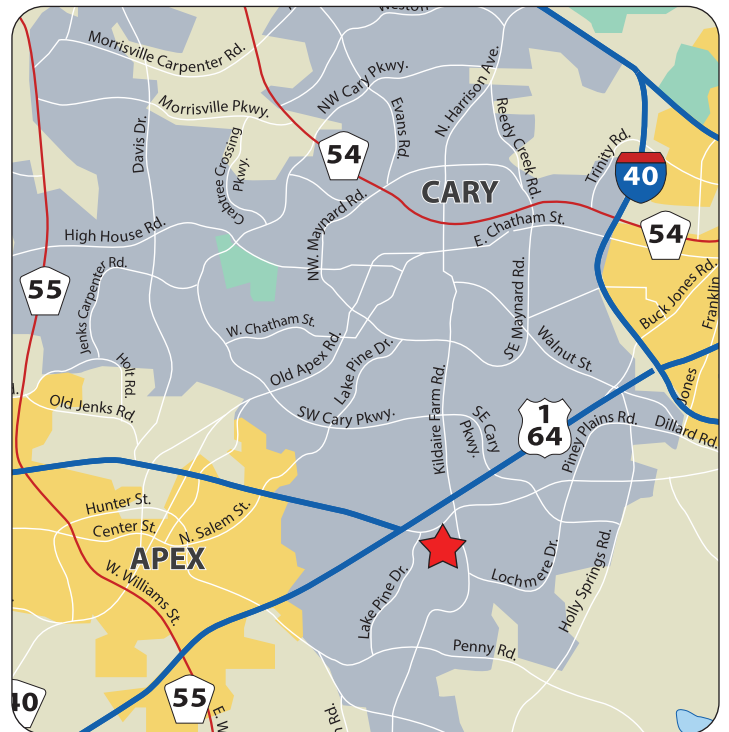 Weston
Morrisville Carpenter Rd.
NW Cary Pkwy.
N. Harrison Ave.
Morrisville Pkwy.
Evans Rd.
Reedy Creek Rd.
Davis Dr.
Crabtree Crossing
Pkwy.
54
Trinity Rd.
40
CARY
NW. Maynard Rd.
E. Chatham St.
54
High House Rd.
55
Jenks Carpenter Rd.
SE Maynard Rd.
Buck Jones Rd.
Franklin
W. Chatham St.
Walnut St.
Old Apex Rd.
Lake Pine Dr.
Holt Rd.
Jones
Old Jenks Rd.
SW Cary Pkwy.
Kildaire Farm Rd.
SE Cary
Pkwy.
1
64
Piney Plains Rd.
Dillard Rd.
Hunter St.
Center St.
N. Salem St.
APEX
W. Williams St.
Lake Pine Dr.
Lochmere Dr.
Holly Springs Rd.
Penny Rd.
40
55
E. W
Rd.